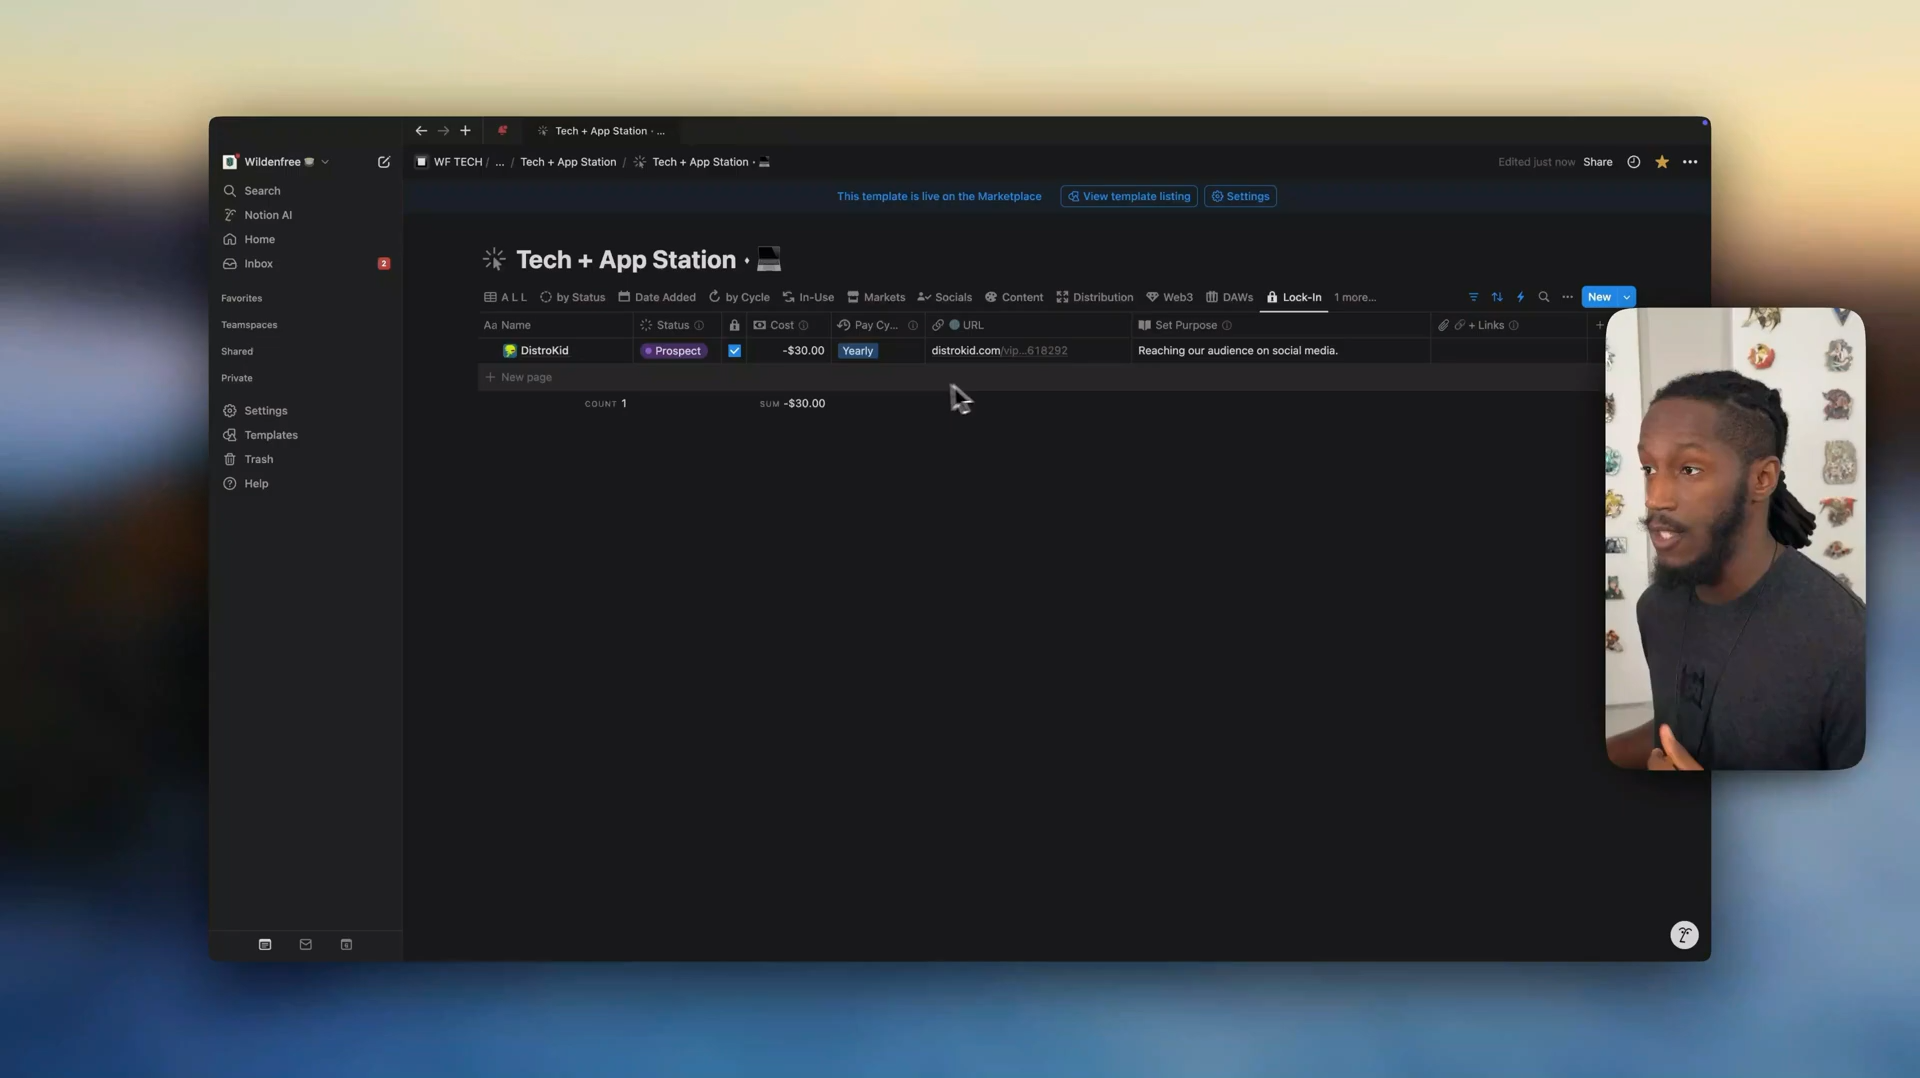 Tech + App Station · ...
Wildenfree
WF TECH / ... / Tech + App Station / Tech + App Station ·
Edited just now Share
Search
Notion AI
Home
Inbox 2
Favorites
Teamspaces
Shared
Private
Settings
Templates
Trash
Help
This template is live on the Marketplace View template listing Settings
Tech + App Station ·
A L L by Status Date Added by Cycle In-Use Markets Socials Content Distribution Web3 DAWs Lock-In 1 more... New
Aa Name Status Cost Pay Cy... URL Set Purpose + Links
DistroKid Prospect -$30.00 Yearly distrokid.com/vip...618292 Reaching our audience on social media.
+ New page
COUNT 1 SUM -$30.00